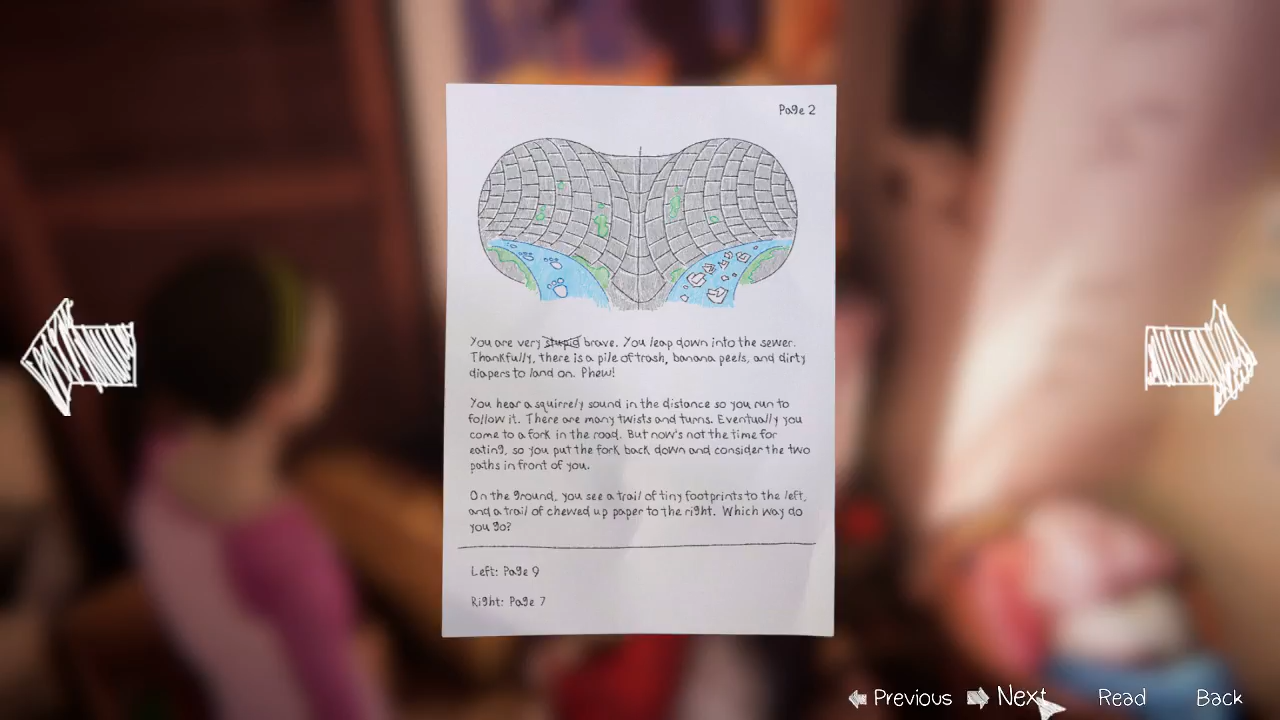 Page 2
You are very stupid brave. You leap down into the sewer.
Thankfully, there is a pile of trash, banana peels, and dirty
diapers to land on. Phew!
You hear a squirrely sound in the distance so you run to
follow it. There are many twists and turns. Eventually you
come to a fork in the road. But now's not the time for
eating, so you put the fork back down and consider the two
paths in front of you.
On the ground, you see a trail of tiny footprints to the left,
and a trail of chewed up paper to the right. Which way do
you go?
Left: Page 9
Right: Page 7
Previous Next Read Back